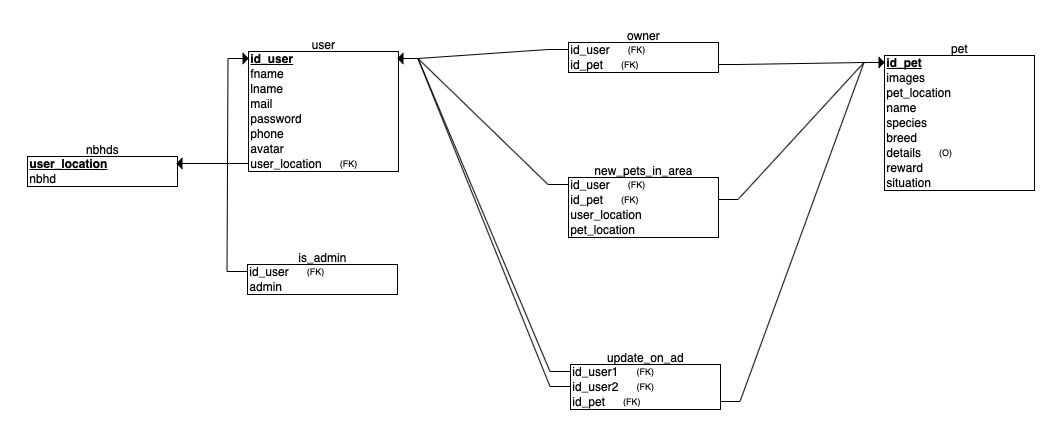 user
id_user
fname
lname
mail
password
phone
avatar
user_location (FK)
nbhds
user_location
nbhd
is_admin
id_user (FK)
admin
owner
id_user (FK)
id_pet (FK)
new_pets_in_area
id_user (FK)
id_pet (FK)
user_location
pet_location
update_on_ad
id_user1 (FK)
id_user2 (FK)
id_pet (FK)
pet
id_pet
images
pet_location
name
species
breed
details (O)
reward
situation